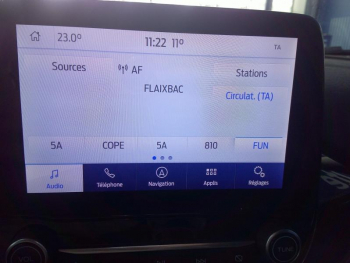 23.0° 11:22 11° TA
Sources AF Stations
FLAIXBAC
Circulat. (TA)
5A COPE 5A 810 FUN
Audio Téléphone Navigation Applis Réglages
FUNC